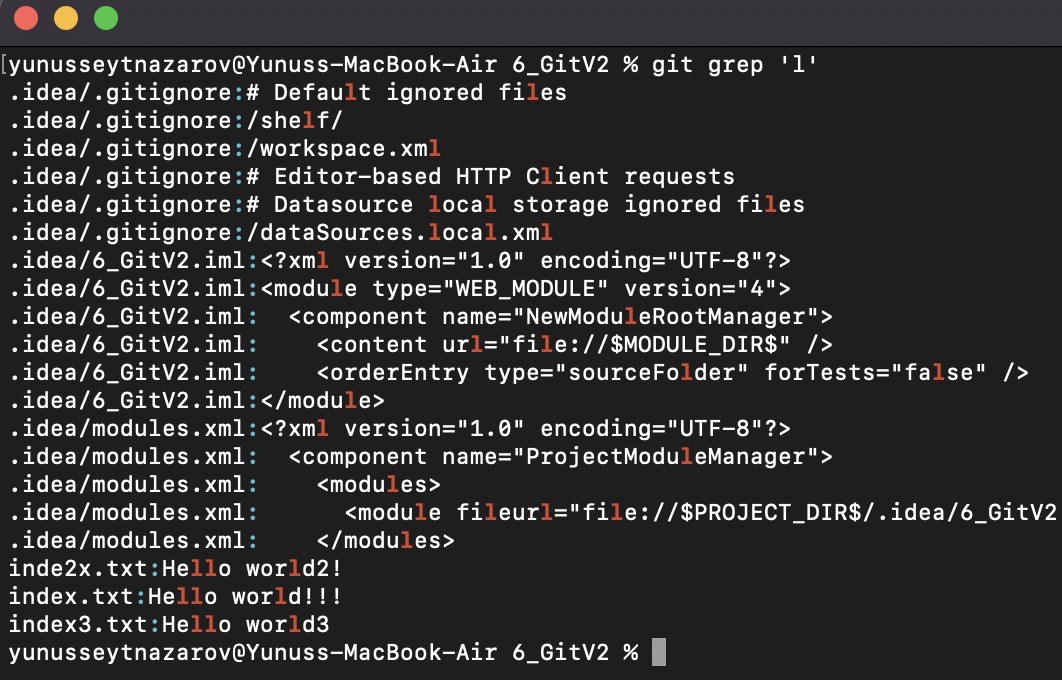 [yunusseytnazarov@Yunuss-MacBook-Air 6_GitV2 % git grep 'l'
.idea/.gitignore:# Default ignored files
.idea/.gitignore:/shelf/
.idea/.gitignore:/workspace.xml
.idea/.gitignore:# Editor-based HTTP Client requests
.idea/.gitignore:# Datasource local storage ignored files
.idea/.gitignore:/dataSources.local.xml
.idea/6_GitV2.iml:<?xml version="1.0" encoding="UTF-8"?>
.idea/6_GitV2.iml:<module type="WEB_MODULE" version="4">
.idea/6_GitV2.iml:  <component name="NewModuleRootManager">
.idea/6_GitV2.iml:    <content url="file://$MODULE_DIR$" />
.idea/6_GitV2.iml:    <orderEntry type="sourceFolder" forTests="false" />
.idea/6_GitV2.iml:</module>
.idea/modules.xml:<?xml version="1.0" encoding="UTF-8"?>
.idea/modules.xml:  <component name="ProjectModuleManager">
.idea/modules.xml:    <modules>
.idea/modules.xml:      <module fileurl="file://$PROJECT_DIR$/.idea/6_GitV2
.idea/modules.xml:    </modules>
inde2x.txt:Hello world2!
index.txt:Hello world!!!
index3.txt:Hello world3
yunusseytnazarov@Yunuss-MacBook-Air 6_GitV2 %